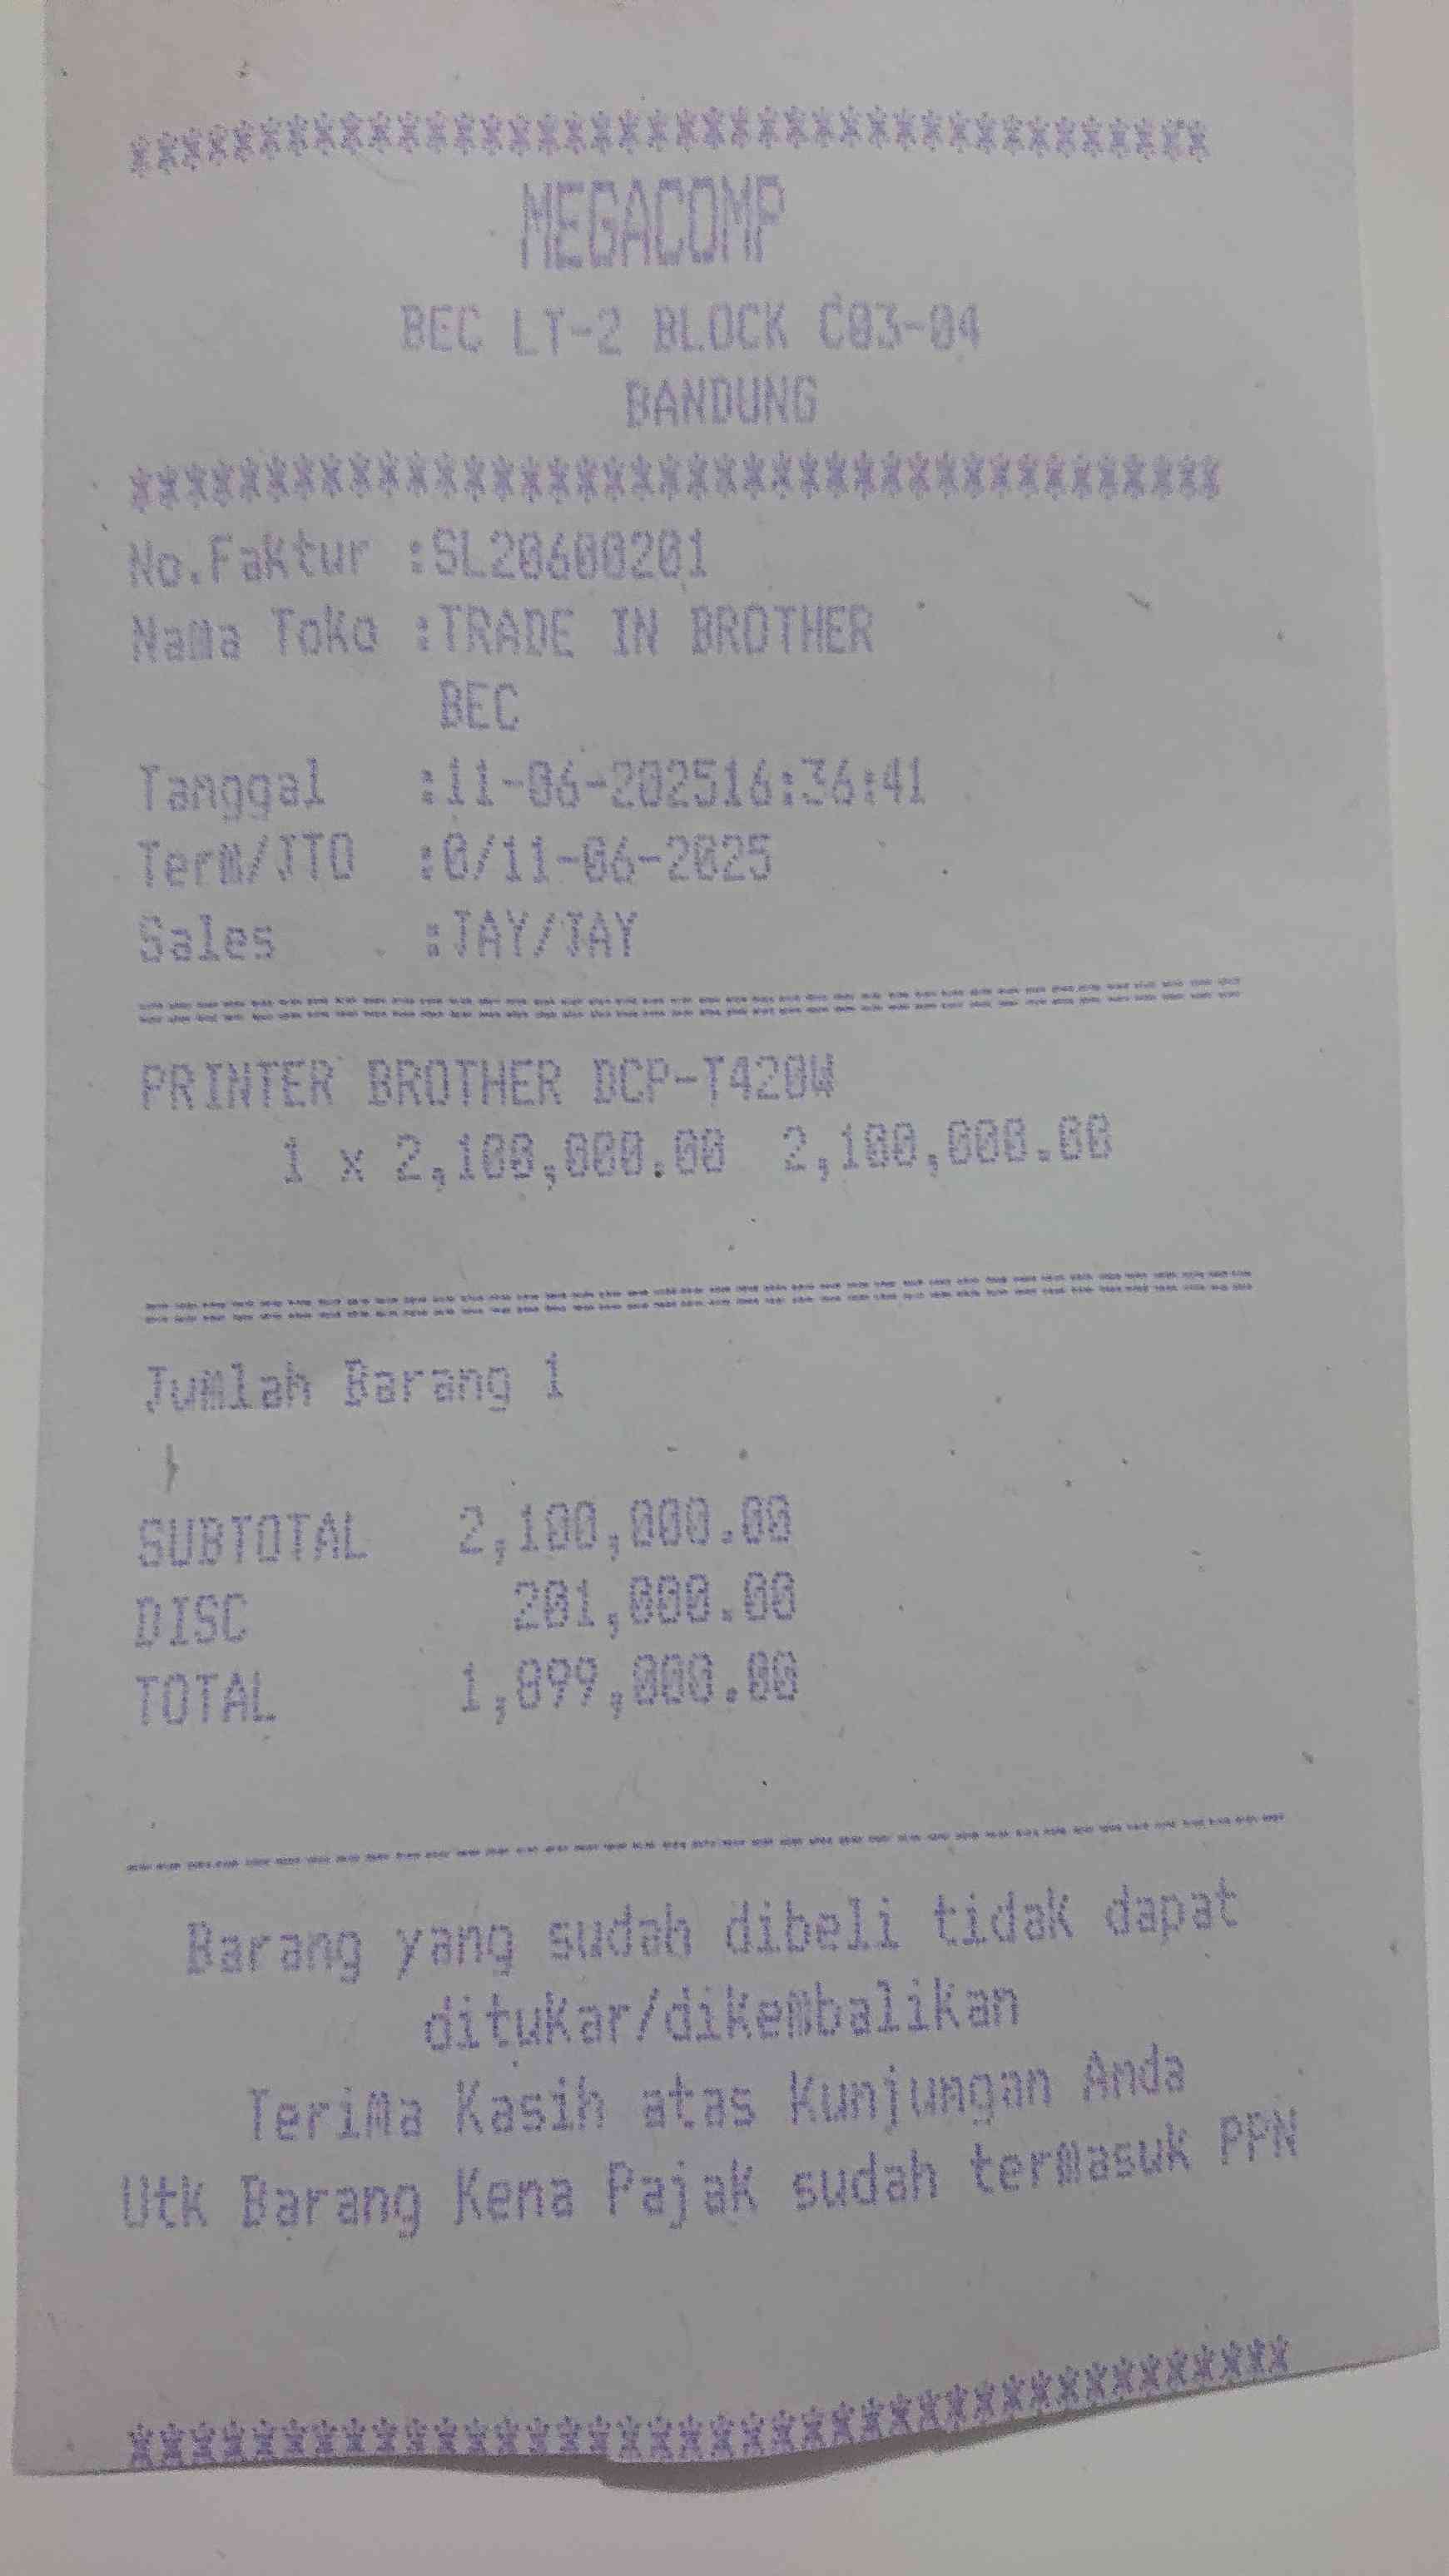 ****************************************
MEGACOMP
BEC LT-2 BLOCK C03-04
BANDUNG
****************************************
No.Faktur :SL20600201
Nama Toko :TRADE IN BROTHER
BEC
Tanggal :11-06-202516:36:41
Term/JTO :0/11-06-2025
Sales :JAY/JAY
========================================
PRINTER BROTHER DCP-T420W
1 x 2,100,000.00 2,100,000.00
========================================
Jumlah Barang 1
SUBTOTAL 2,100,000.00
DISC 201,000.00
TOTAL 1,899,000.00
----------------------------------------
Barang yang sudah dibeli tidak dapat
ditukar/dikembalikan
Terima Kasih atas Kunjungan Anda
Utk Barang Kena Pajak sudah termasuk PPN
****************************************